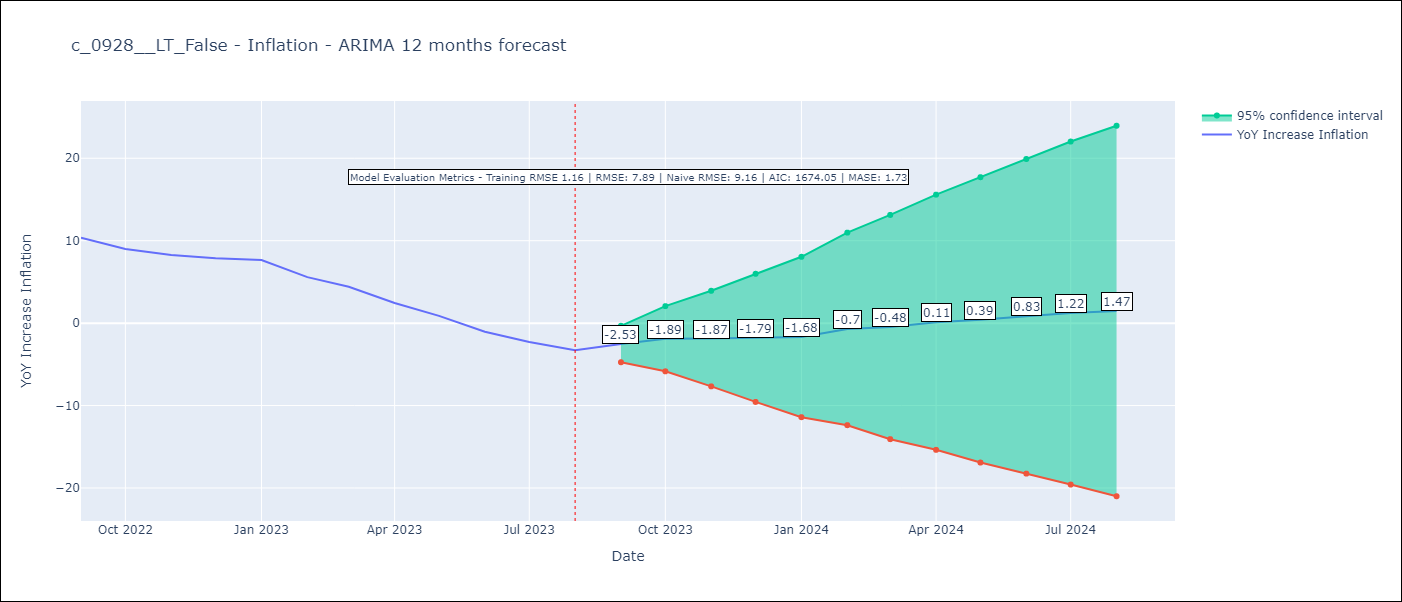 c_0928__LT_False - Inflation - ARIMA 12 months forecast
95% confidence interval
YoY Increase Inflation
Model Evaluation Metrics - Training RMSE 1.16 | RMSE: 7.89 | Naive RMSE: 9.16 | AIC: 1674.05 | MASE: 1.73
YoY Increase Inflation
20
10
0
−10
−20
-2.53
-1.89
-1.87
-1.79
-1.68
-0.7
-0.48
0.11
0.39
0.83
1.22
1.47
Oct 2022
Jan 2023
Apr 2023
Jul 2023
Oct 2023
Jan 2024
Apr 2024
Jul 2024
Date